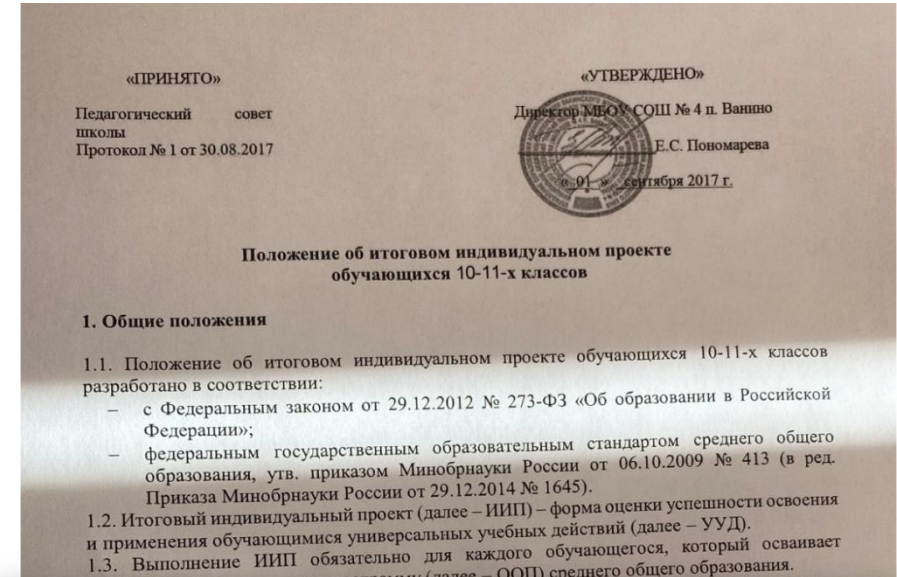 «ПРИНЯТО»
Педагогический совет
школы
Протокол № 1 от 30.08.2017
«УТВЕРЖДЕНО»
Директор МБОУ СОШ № 4 п. Ванино
Е.С. Пономарева
« 01 » сентября 2017 г.
Положение об итоговом индивидуальном проекте
обучающихся 10-11-х классов
1. Общие положения
1.1. Положение об итоговом индивидуальном проекте обучающихся 10-11-х классов
разработано в соответствии:
– с Федеральным законом от 29.12.2012 № 273-ФЗ «Об образовании в Российской
Федерации»;
– федеральным государственным образовательным стандартом среднего общего
образования, утв. приказом Минобрнауки России от 06.10.2009 № 413 (в ред.
Приказа Минобрнауки России от 29.12.2014 № 1645).
1.2. Итоговый индивидуальный проект (далее – ИИП) – форма оценки успешности освоения
и применения обучающимися универсальных учебных действий (далее – УУД).
1.3. Выполнение ИИП обязательно для каждого обучающегося, который осваивает
(далее – ООП) среднего общего образования.